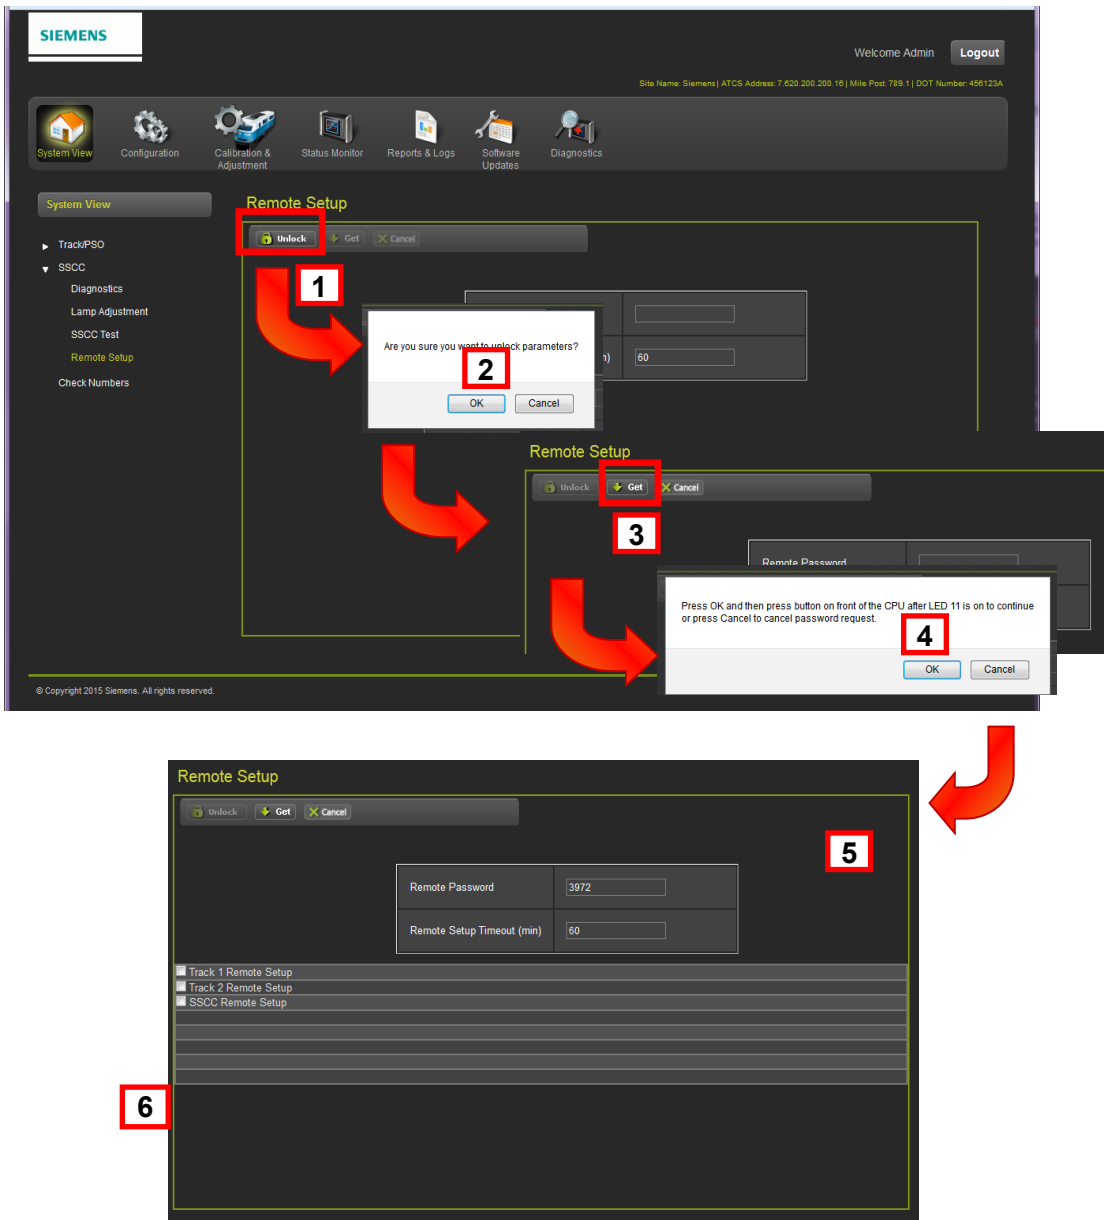 SIEMENS
Welcome Admin
Logout
Site Name: Siemens | ATCS Address: 7.620.200.200.16 | Mile Post: 789.1 | DOT Number: 456123A
System View
Configuration
Calibration &
Adjustment
Status Monitor
Reports & Logs
Software
Updates
Diagnostics
System View
Track/PSO
SSCC
Diagnostics
Lamp Adjustment
SSCC Test
Remote Setup
Check Numbers
Remote Setup
Unlock
Get
Cancel
1
Are you sure you want to unlock parameters?
2
OK
Cancel
60
Remote Setup
Unlock
Get
Cancel
3
Remote Password
Press OK and then press button on front of the CPU after LED 11 is on to continue
or press Cancel to cancel password request.
4
OK
Cancel
© Copyright 2015 Siemens. All rights reserved.
Remote Setup
Unlock
Get
Cancel
5
Remote Password
3972
Remote Setup Timeout (min)
60
Track 1 Remote Setup
Track 2 Remote Setup
SSCC Remote Setup
6